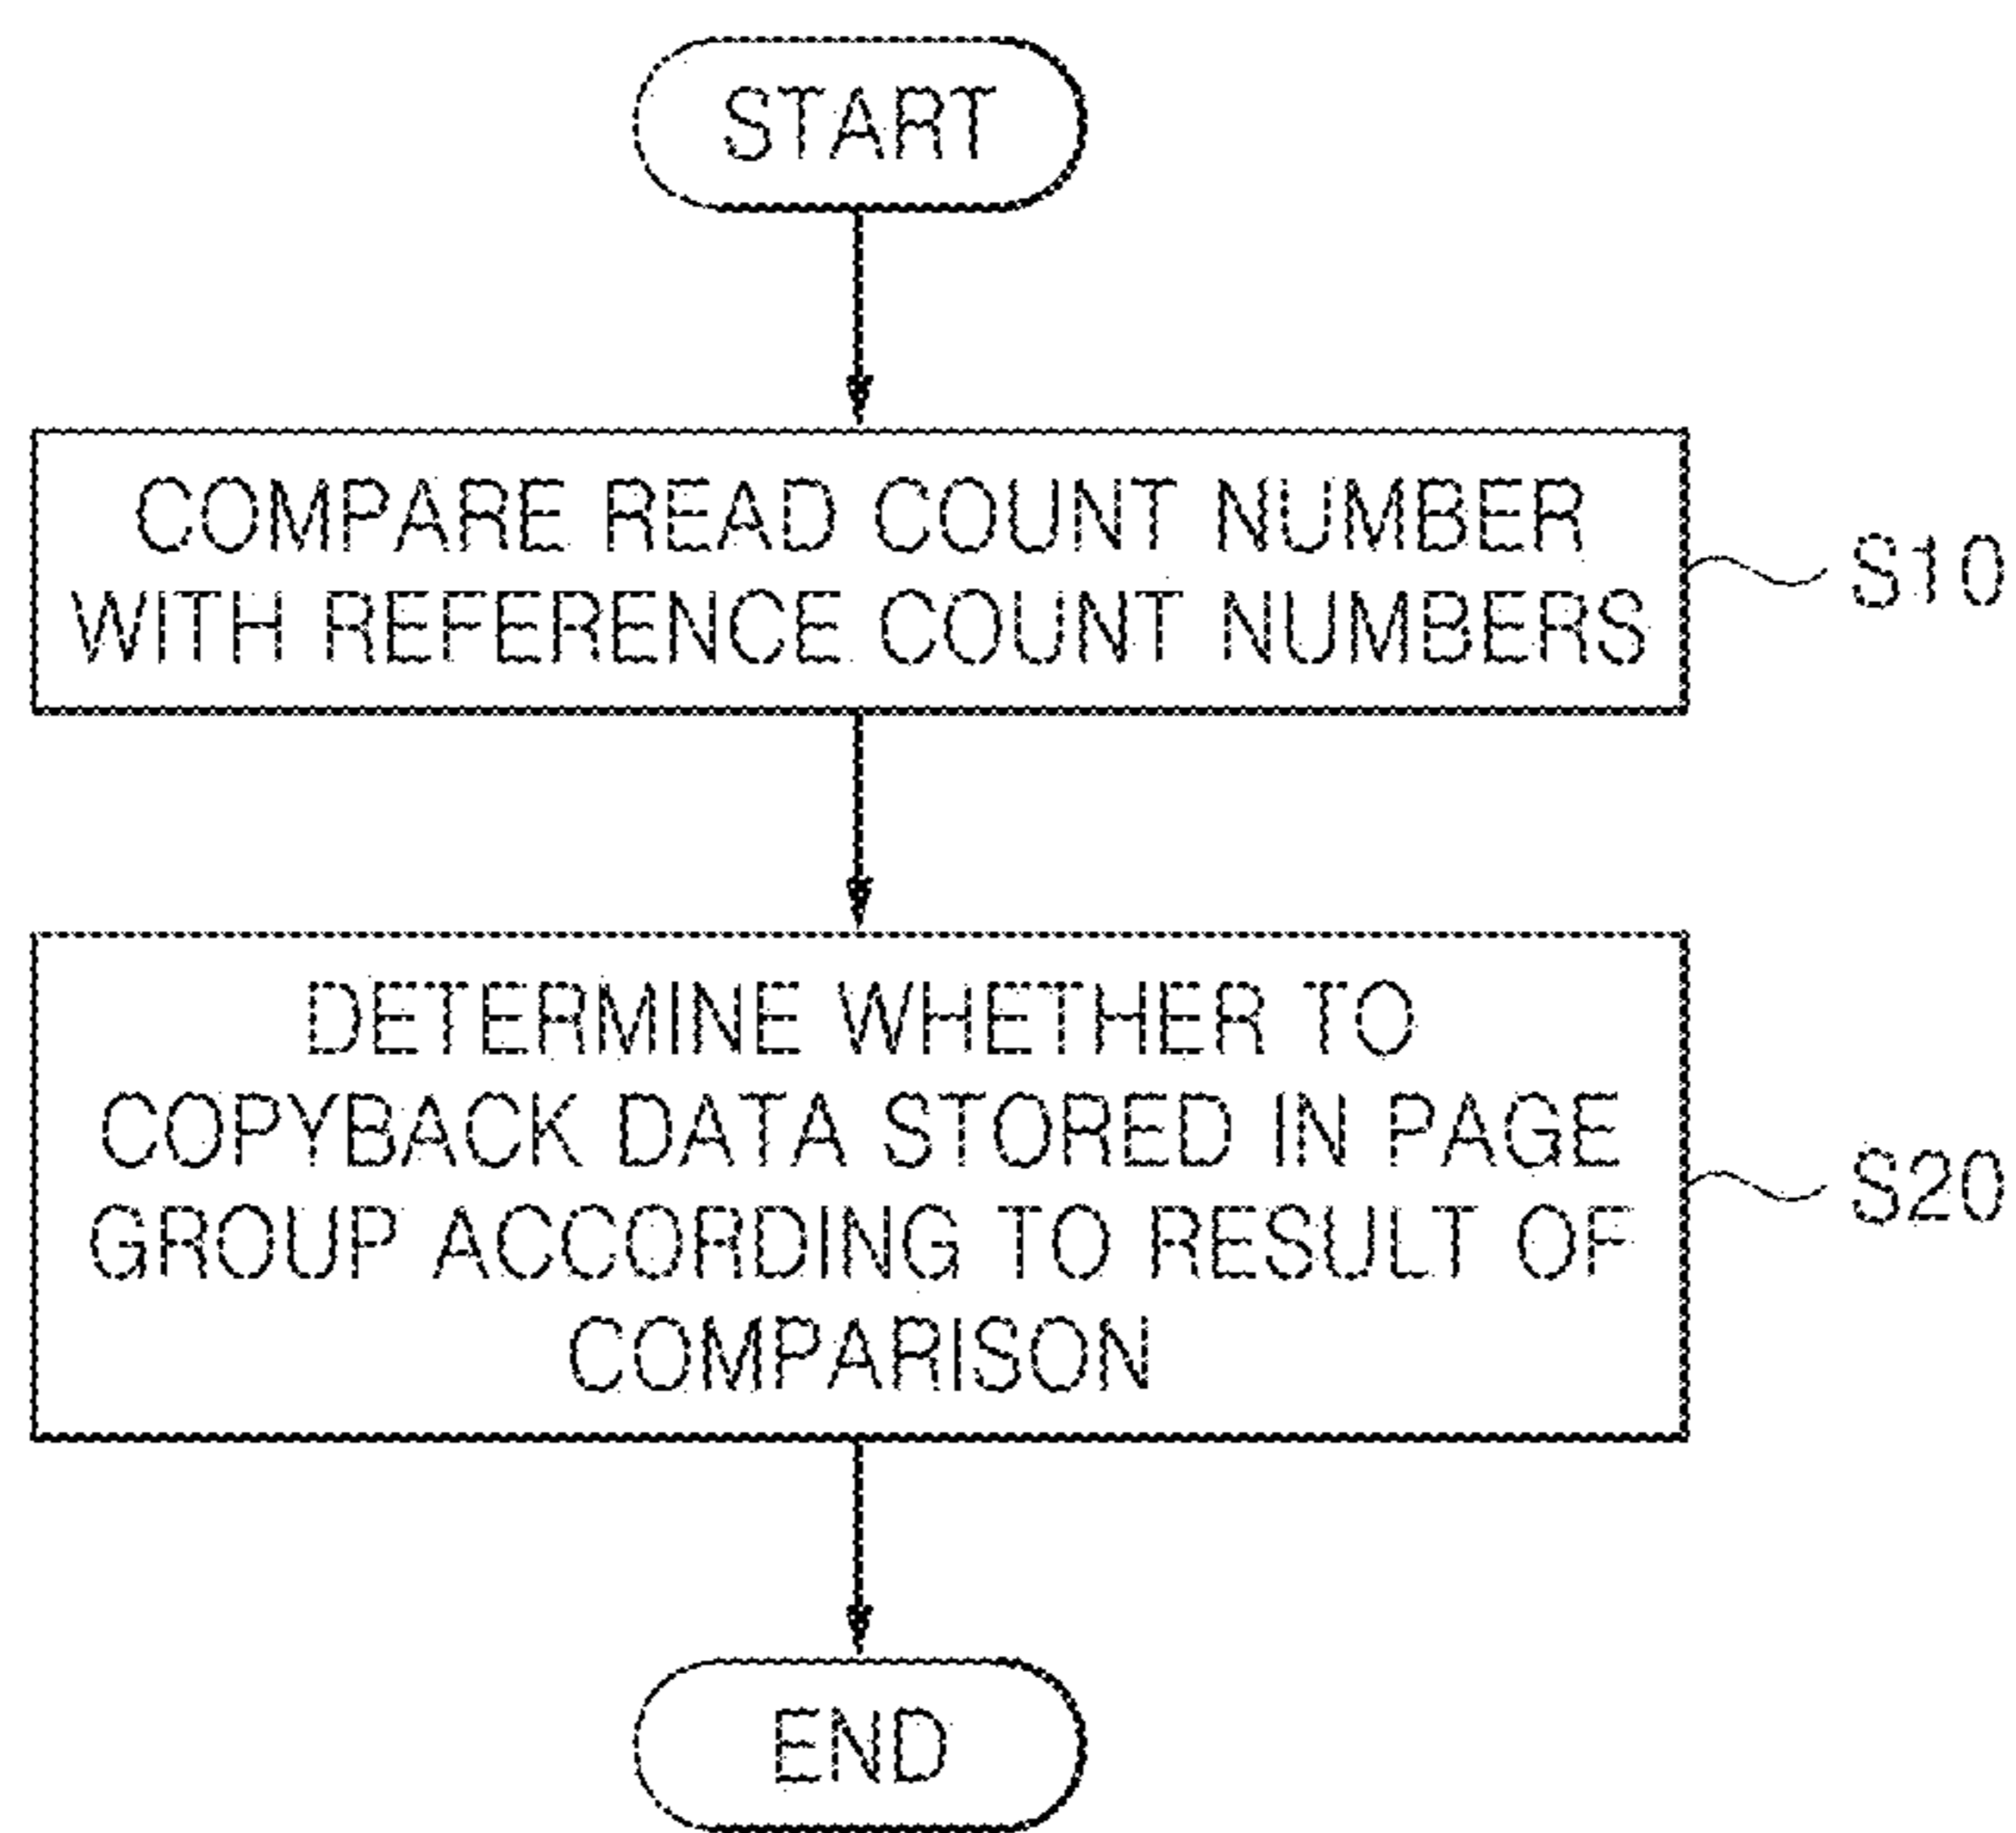 START
COMPARE READ COUNT NUMBER
WITH REFERENCE COUNT NUMBERS
S10
DETERMINE WHETHER TO
COPYBACK DATA STORED IN PAGE
GROUP ACCORDING TO RESULT OF
COMPARISON
S20
END